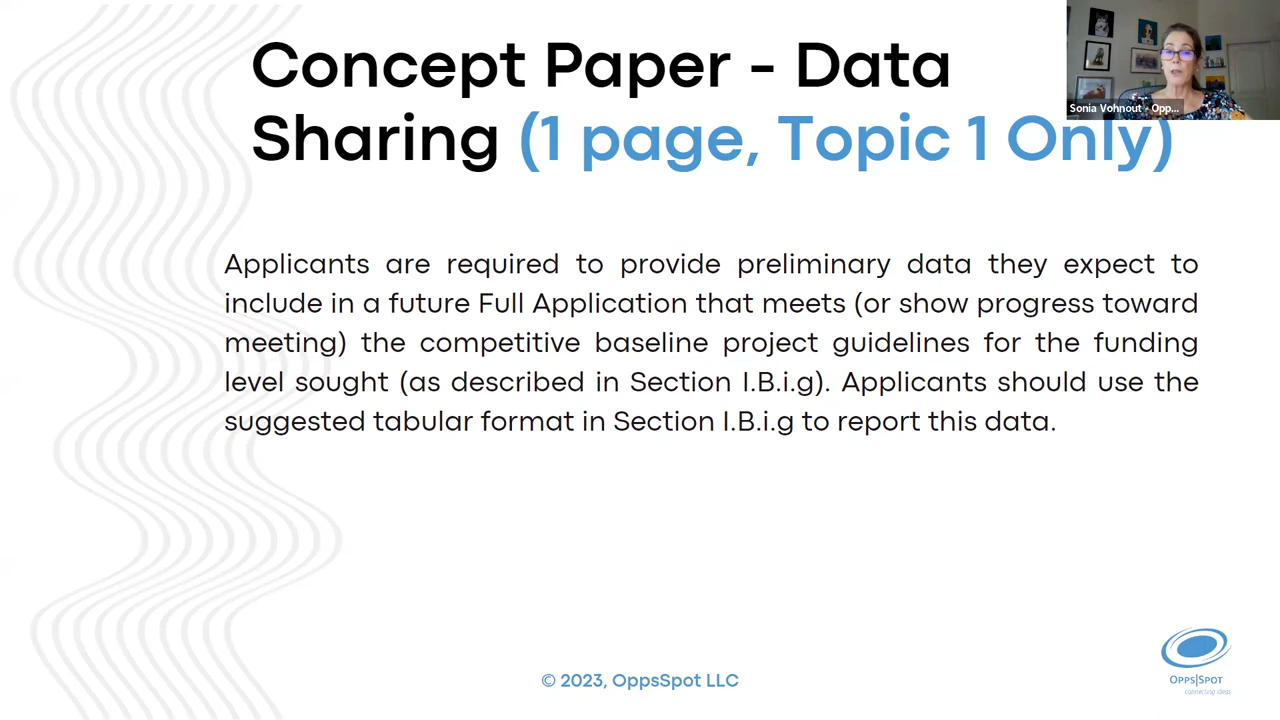 Concept Paper - Data
Sharing (1 page, Topic 1 Only)
Sonia Vohnout - Opp...
Applicants are required to provide preliminary data they expect to
include in a future Full Application that meets (or show progress toward
meeting) the competitive baseline project guidelines for the funding
level sought (as described in Section I.B.i.g). Applicants should use the
suggested tabular format in Section I.B.i.g to report this data.
© 2023, OppsSpot LLC
OPPS|SPOT
connecting ideas